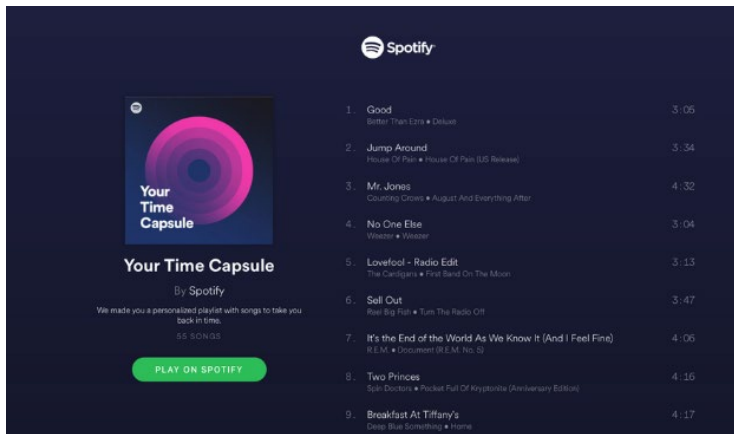 Spotify
Your
Time
Capsule
Your Time Capsule
By Spotify
We made you a personalized playlist with songs to take you
back in time.
55 SONGS
PLAY ON SPOTIFY
1. Good 3:05
Better Than Ezra • Deluxe
2. Jump Around 3:34
House Of Pain • House Of Pain (US Release)
3. Mr. Jones 4:32
Counting Crows • August And Everything After
4. No One Else 3:04
Weezer • Weezer
5. Lovefool - Radio Edit 3:13
The Cardigans • First Band On The Moon
6. Sell Out 3:47
Reel Big Fish • Turn The Radio Off
7. It's the End of the World As We Know It (And I Feel Fine) 4:06
R.E.M. • Document (R.E.M. No. 5)
8. Two Princes 4:16
Spin Doctors • Pocket Full Of Kryptonite (Anniversary Edition)
9. Breakfast At Tiffany's 4:17
Deep Blue Something • Home